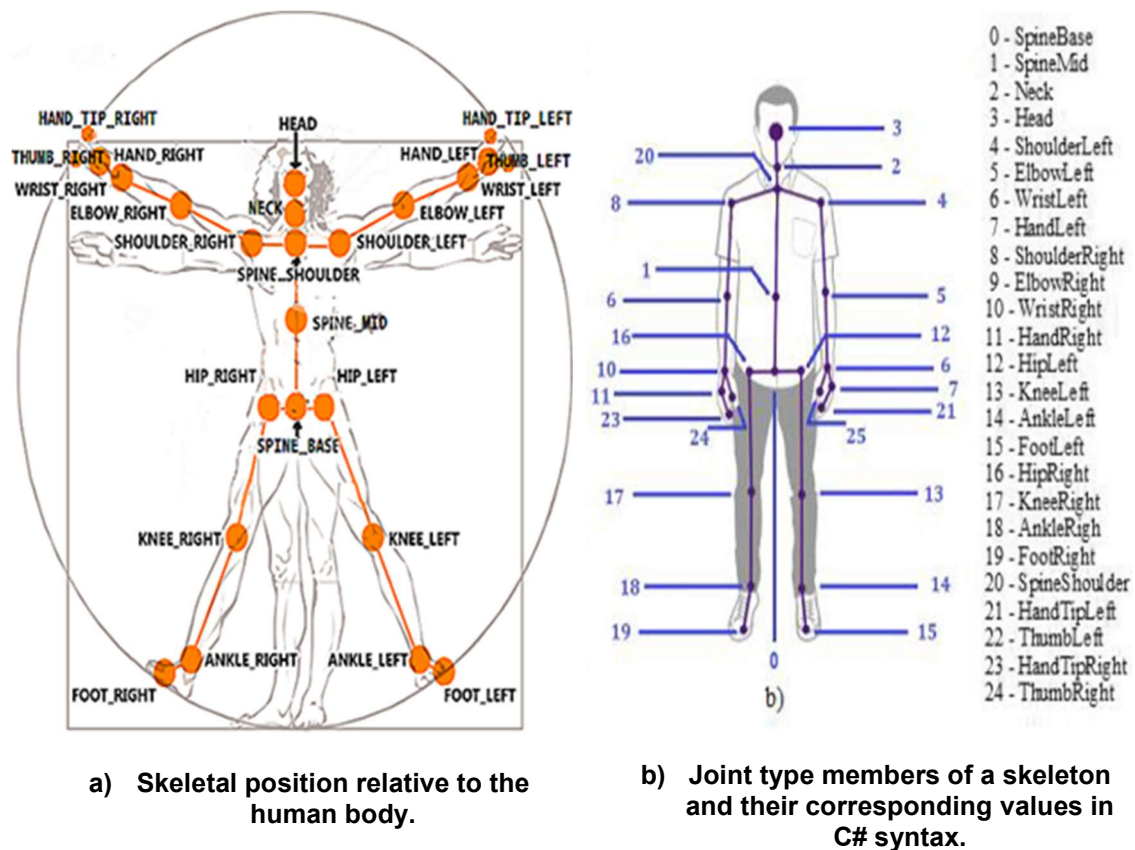 HAND_TIP_RIGHT
HEAD
HAND_TIP_LEFT
THUMB_RIGHT
HAND_RIGHT
HAND_LEFT
THUMB_LEFT
WRIST_RIGHT
WRIST_LEFT
ELBOW_RIGHT
NECK
ELBOW_LEFT
SHOULDER_RIGHT
SHOULDER_LEFT
SPINE_SHOULDER
SPINE_MID
HIP_RIGHT
HIP_LEFT
SPINE_BASE
KNEE_RIGHT
KNEE_LEFT
ANKLE_RIGHT
ANKLE_LEFT
FOOT_RIGHT
FOOT_LEFT
a) Skeletal position relative to the
human body.
3
20
2
8
4
1
6
5
16
12
10
6
11
7
23
21
24
25
17
13
18
14
19
15
0
b)
0 - SpineBase
1 - SpineMid
2 - Neck
3 - Head
4 - ShoulderLeft
5 - ElbowLeft
6 - WristLeft
7 - HandLeft
8 - ShoulderRight
9 - ElbowRight
10 - WristRight
11 - HandRight
12 - HipLeft
13 - KneeLeft
14 - AnkleLeft
15 - FootLeft
16 - HipRight
17 - KneeRight
18 - AnkleRigh
19 - FootRight
20 - SpineShoulder
21 - HandTipLeft
22 - ThumbLeft
23 - HandTipRight
24 - ThumbRight
b) Joint type members of a skeleton
and their corresponding values in
C# syntax.